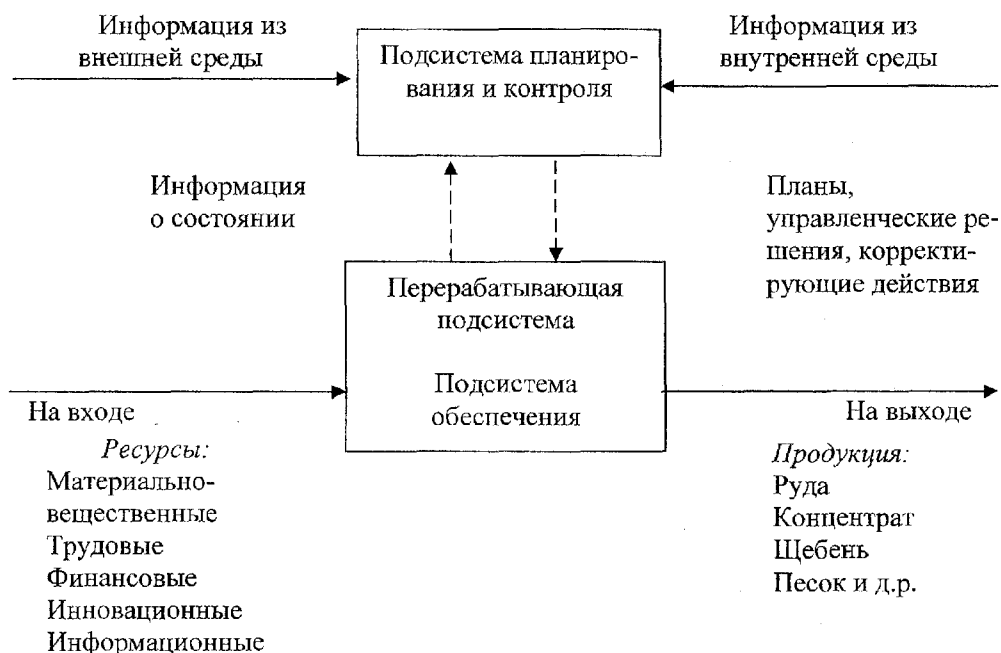 Информация из
внешней среды
Подсистема планиро-
вания и контроля
Информация из
внутренней среды
Информация
о состоянии
Планы,
управленческие ре-
шения, корректи-
рующие действия
Перерабатывающая
подсистема
Подсистема
обеспечения
На входе
На выходе
Ресурсы:
Материально-
вещественные
Трудовые
Финансовые
Инновационные
Информационные
Продукция:
Руда
Концентрат
Щебень
Песок и д.р.